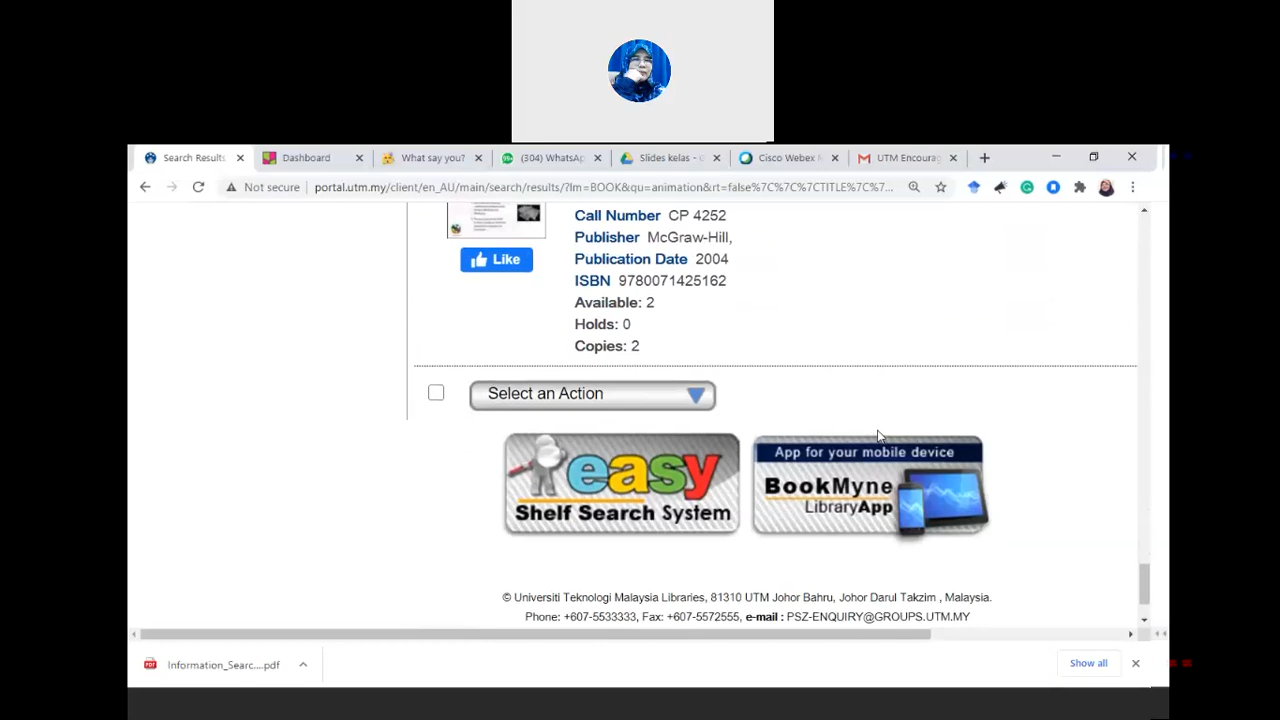 Search Results
Dashboard
What say you?
(304) WhatsAp
Slides kelas - e
Cisco Webex M
UTM Encourag
Not secure
portal.utm.my/client/en_AU/main/search/results/?lm=BOOK&qu=animation&rt=false%7C%7C%7CTITLE%7C%...
Call Number CP 4252
Publisher McGraw-Hill,
Like
Publication Date 2004
ISBN 9780071425162
Available: 2
Holds: 0
Copies: 2
Select an Action
easy
Shelf Search System
App for your mobile device
BookMyne
LibraryApp
© Universiti Teknologi Malaysia Libraries, 81310 UTM Johor Bahru, Johor Darul Takzim , Malaysia.
Phone: +607-5533333, Fax: +607-5572555, e-mail : PSZ-ENQUIRY@GROUPS.UTM.MY
Information_Searc....pdf
Show all